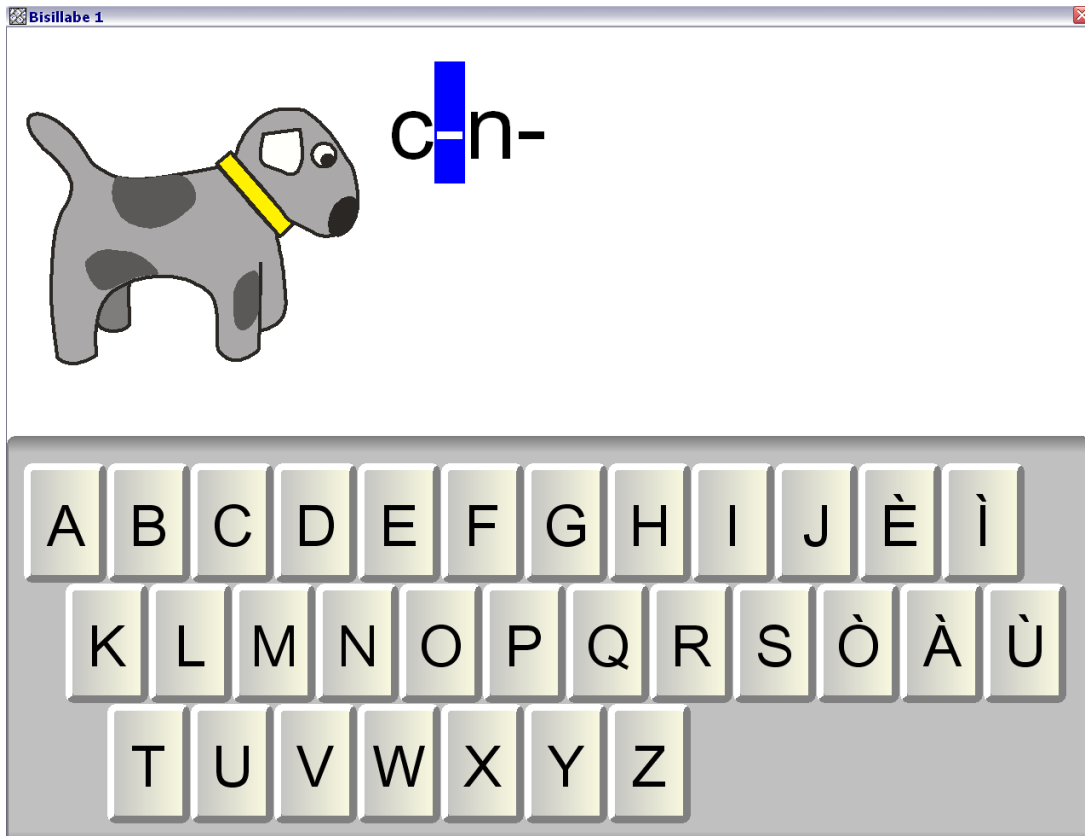 Bisillabe 1
c-n-
A B C D E F G H I J È Ì
K L M N O P Q R S Ò À Ù
T U V W X Y Z